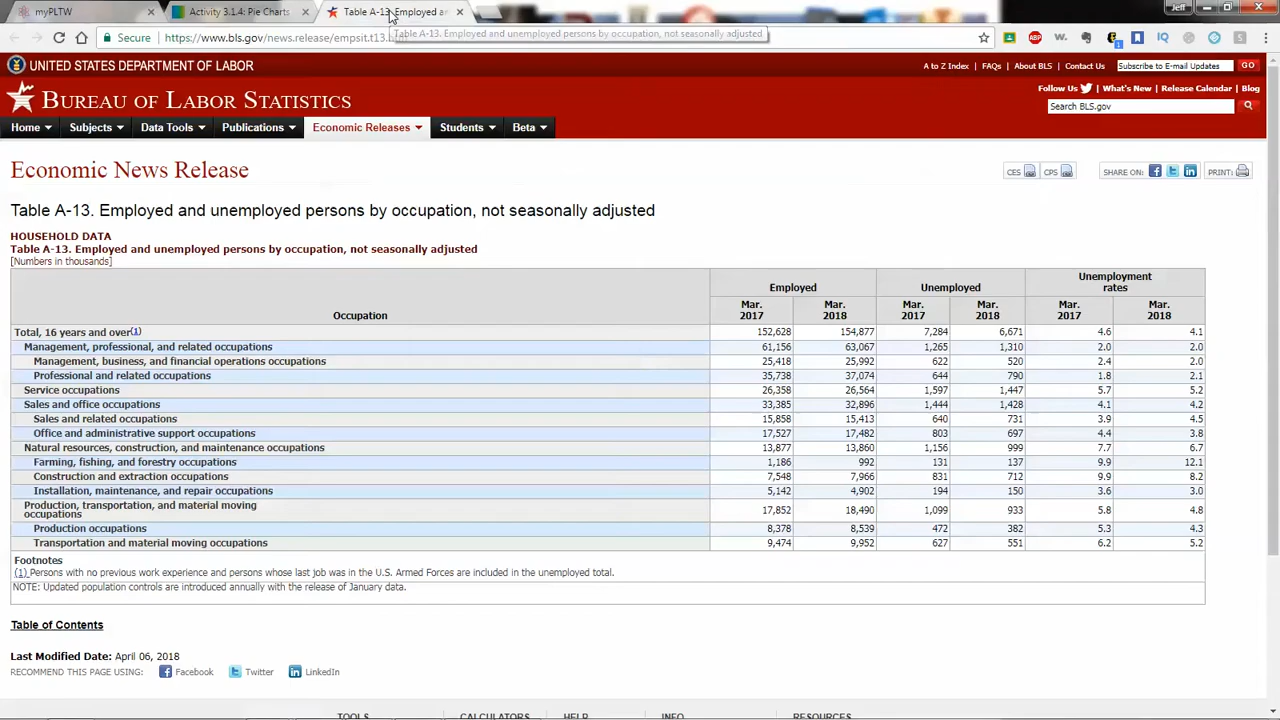 myPLTW
Activity 3.1.4: Pie Charts
Table A-13. Employed a
Jeff
Secure
https://www.bls.gov/news.release/empsit.t13.
Table A-13. Employed and unemployed persons by occupation, not seasonally adjusted
UNITED STATES DEPARTMENT OF LABOR
A to Z Index | FAQs | About BLS | Contact Us Subscribe to E-mail Updates GO
BUREAU OF LABOR STATISTICS
Follow Us | What's New | Release Calendar | Blog
Search BLS.gov
Home Subjects Data Tools Publications Economic Releases Students Beta
Economic News Release
CES CPS SHARE ON: PRINT:
Table A-13. Employed and unemployed persons by occupation, not seasonally adjusted
HOUSEHOLD DATA
Table A-13. Employed and unemployed persons by occupation, not seasonally adjusted
[Numbers in thousands]
Occupation
Employed Unemployed Unemployment
rates
Mar. Mar. Mar. Mar. Mar. Mar.
2017 2018 2017 2018 2017 2018
Total, 16 years and over(1) 152,628 154,877 7,284 6,671 4.6 4.1
Management, professional, and related occupations 61,156 63,067 1,265 1,310 2.0 2.0
Management, business, and financial operations occupations 25,418 25,992 622 520 2.4 2.0
Professional and related occupations 35,738 37,074 644 790 1.8 2.1
Service occupations 26,358 26,564 1,597 1,447 5.7 5.2
Sales and office occupations 33,385 32,896 1,444 1,428 4.1 4.2
Sales and related occupations 15,858 15,413 640 731 3.9 4.5
Office and administrative support occupations 17,527 17,482 803 697 4.4 3.8
Natural resources, construction, and maintenance occupations 13,877 13,860 1,156 999 7.7 6.7
Farming, fishing, and forestry occupations 1,186 992 131 137 9.9 12.1
Construction and extraction occupations 7,548 7,966 831 712 9.9 8.2
Installation, maintenance, and repair occupations 5,142 4,902 194 150 3.6 3.0
Production, transportation, and material moving
occupations 17,852 18,490 1,099 933 5.8 4.8
Production occupations 8,378 8,539 472 382 5.3 4.3
Transportation and material moving occupations 9,474 9,952 627 551 6.2 5.2
Footnotes
(1) Persons with no previous work experience and persons whose last job was in the U.S. Armed Forces are included in the unemployed total.
NOTE: Updated population controls are introduced annually with the release of January data.
Table of Contents
Last Modified Date: April 06, 2018
RECOMMEND THIS PAGE USING: Facebook Twitter LinkedIn
TOOLS CALCULATORS HELP INFO RESOURCES